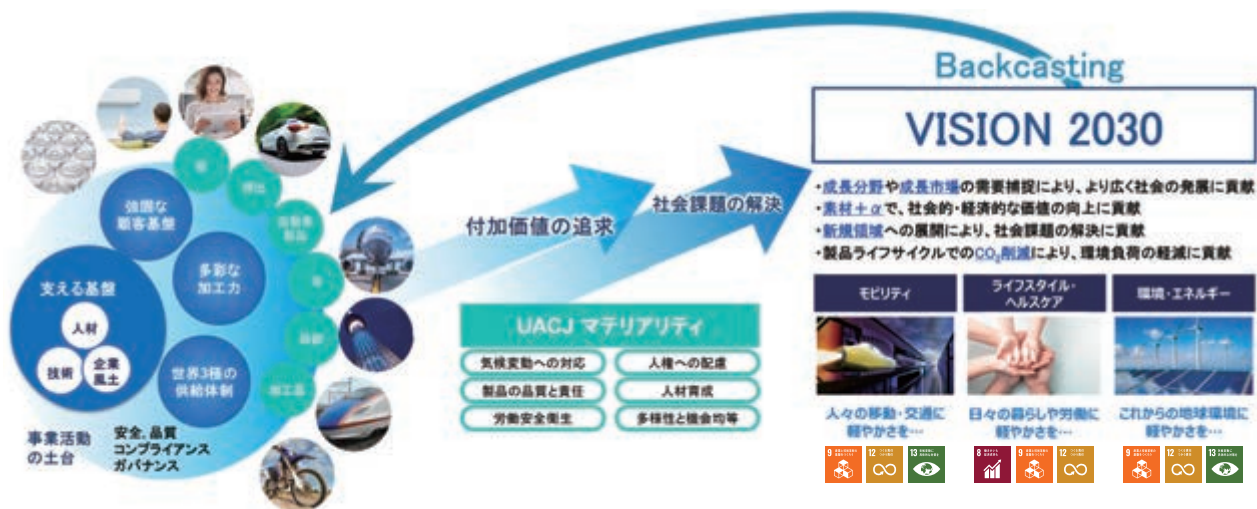 Backcasting
VISION 2030
・成長分野や成長市場の需要捕捉により、より広く社会の発展に貢献
・素材+αで、社会的・経済的な価値の向上に貢献
・新規領域への展開により、社会課題の解決に貢献
・製品ライフサイクルでのCO₂削減により、環境負荷の軽減に貢献
モビリティ
ライフスタイル・
ヘルスケア
環境・エネルギー
人々の移動・交通に
軽やかさを…
日々の暮らしや労働に
軽やかさを…
これからの地球環境に
軽やかさを…
9
12
13
8
9
12
9
12
13
付加価値の追求
社会課題の解決
UACJ マテリアリティ
気候変動への対応
人権への配慮
製品の品質と責任
人材育成
労働安全衛生
多様性と機会均等
強固な
顧客基盤
多彩な
加工力
世界3種の
供給体制
支える基盤
人材
技術
企業
風土
押出
自動車
部品
加工品
事業活動
の土台
安全, 品質
コンプライアンス
ガバナンス